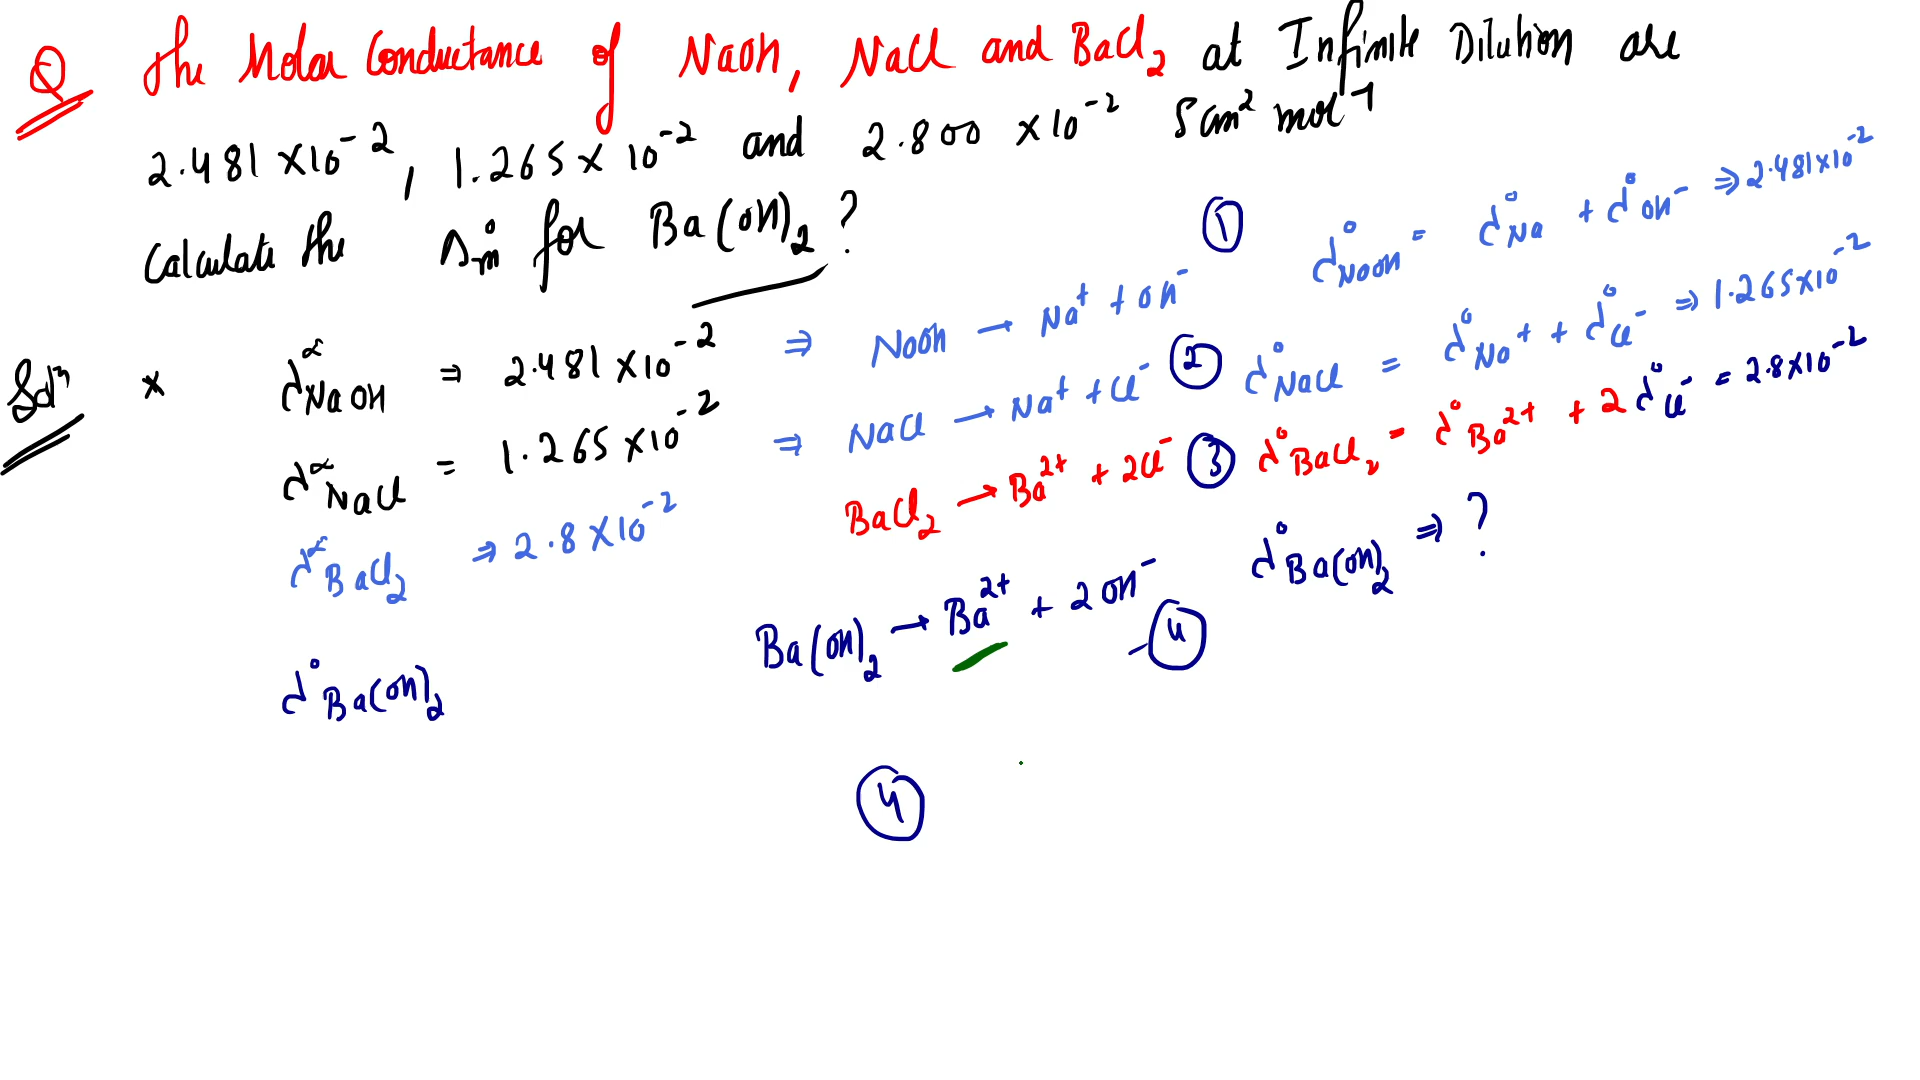 Q The Molar Conductance of NaOH, NaCl and BaCl₂ at Infinite Dilution are
2.481 ×10⁻², 1.265 × 10⁻² and 2.800 ×10⁻² S cm² mol⁻¹
Calculate the Λ°m for Ba(OH)₂ ?
① λ°NaOH = λ°Na + λ°OH⁻ ⇒ 2.481×10⁻²
Solⁿ * λ^∝ NaOH = 2.481 ×10⁻² ⇒ NaOH → Na⁺ + OH⁻
② λ°NaCl = λ°Na⁺ + λ°Cl⁻ ⇒ 1.265×10⁻²
λ^∝ NaCl = 1.265 ×10⁻² ⇒ NaCl → Na⁺ + Cl⁻
BaCl₂ → Ba²⁺ + 2Cl⁻ ③ λ°BaCl₂ = λ°Ba²⁺ + 2 λ°Cl⁻ = 2.8×10⁻²
λ^∝ BaCl₂ ⇒ 2.8 ×10⁻²
Ba(OH)₂ → Ba²⁺ + 2OH⁻ - ④ λ°Ba(OH)₂ ⇒ ?
λ°Ba(OH)₂
④